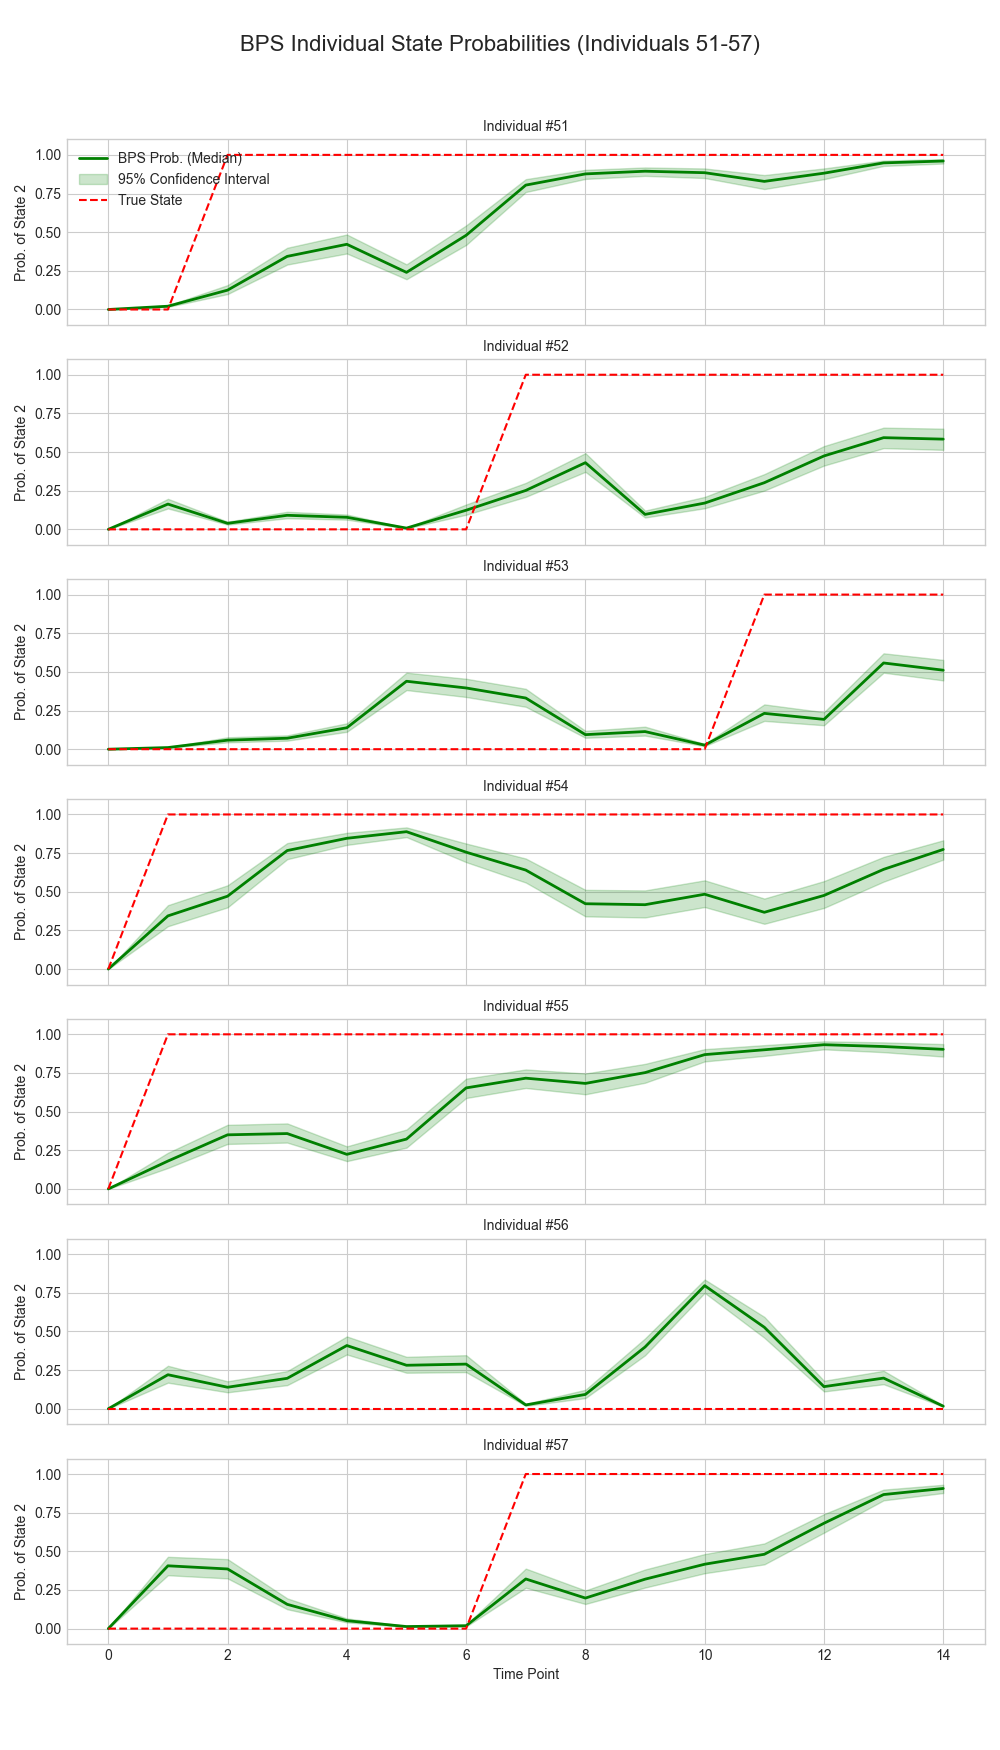 BPS Individual State Probabilities (Individuals 51-57)
Individual #51
BPS Prob. (Median)
95% Confidence Interval
True State
Prob. of State 2
1.00
0.75
0.50
0.25
0.00
Individual #52
Prob. of State 2
1.00
0.75
0.50
0.25
0.00
Individual #53
Prob. of State 2
1.00
0.75
0.50
0.25
0.00
Individual #54
Prob. of State 2
1.00
0.75
0.50
0.25
0.00
Individual #55
Prob. of State 2
1.00
0.75
0.50
0.25
0.00
Individual #56
Prob. of State 2
1.00
0.75
0.50
0.25
0.00
Individual #57
Prob. of State 2
1.00
0.75
0.50
0.25
0.00
0 2 4 6 8 10 12 14
Time Point